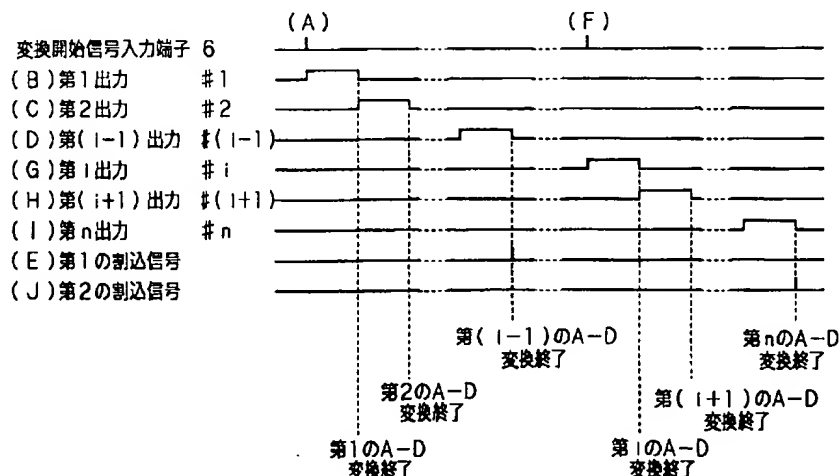 (A) (F)
変換開始信号入力端子 6
(B)第1出力 #1
(C)第2出力 #2
(D)第(i-1)出力 #(i-1)
(G)第i出力 #i
(H)第(i+1)出力 #(i+1)
(I)第n出力 #n
(E)第1の割込信号
(J)第2の割込信号
第(i-1)のA-D
変換終了
第nのA-D
変換終了
第2のA-D
変換終了
第(i+1)のA-D
変換終了
第1のA-D
変換終了
第iのA-D
変換終了